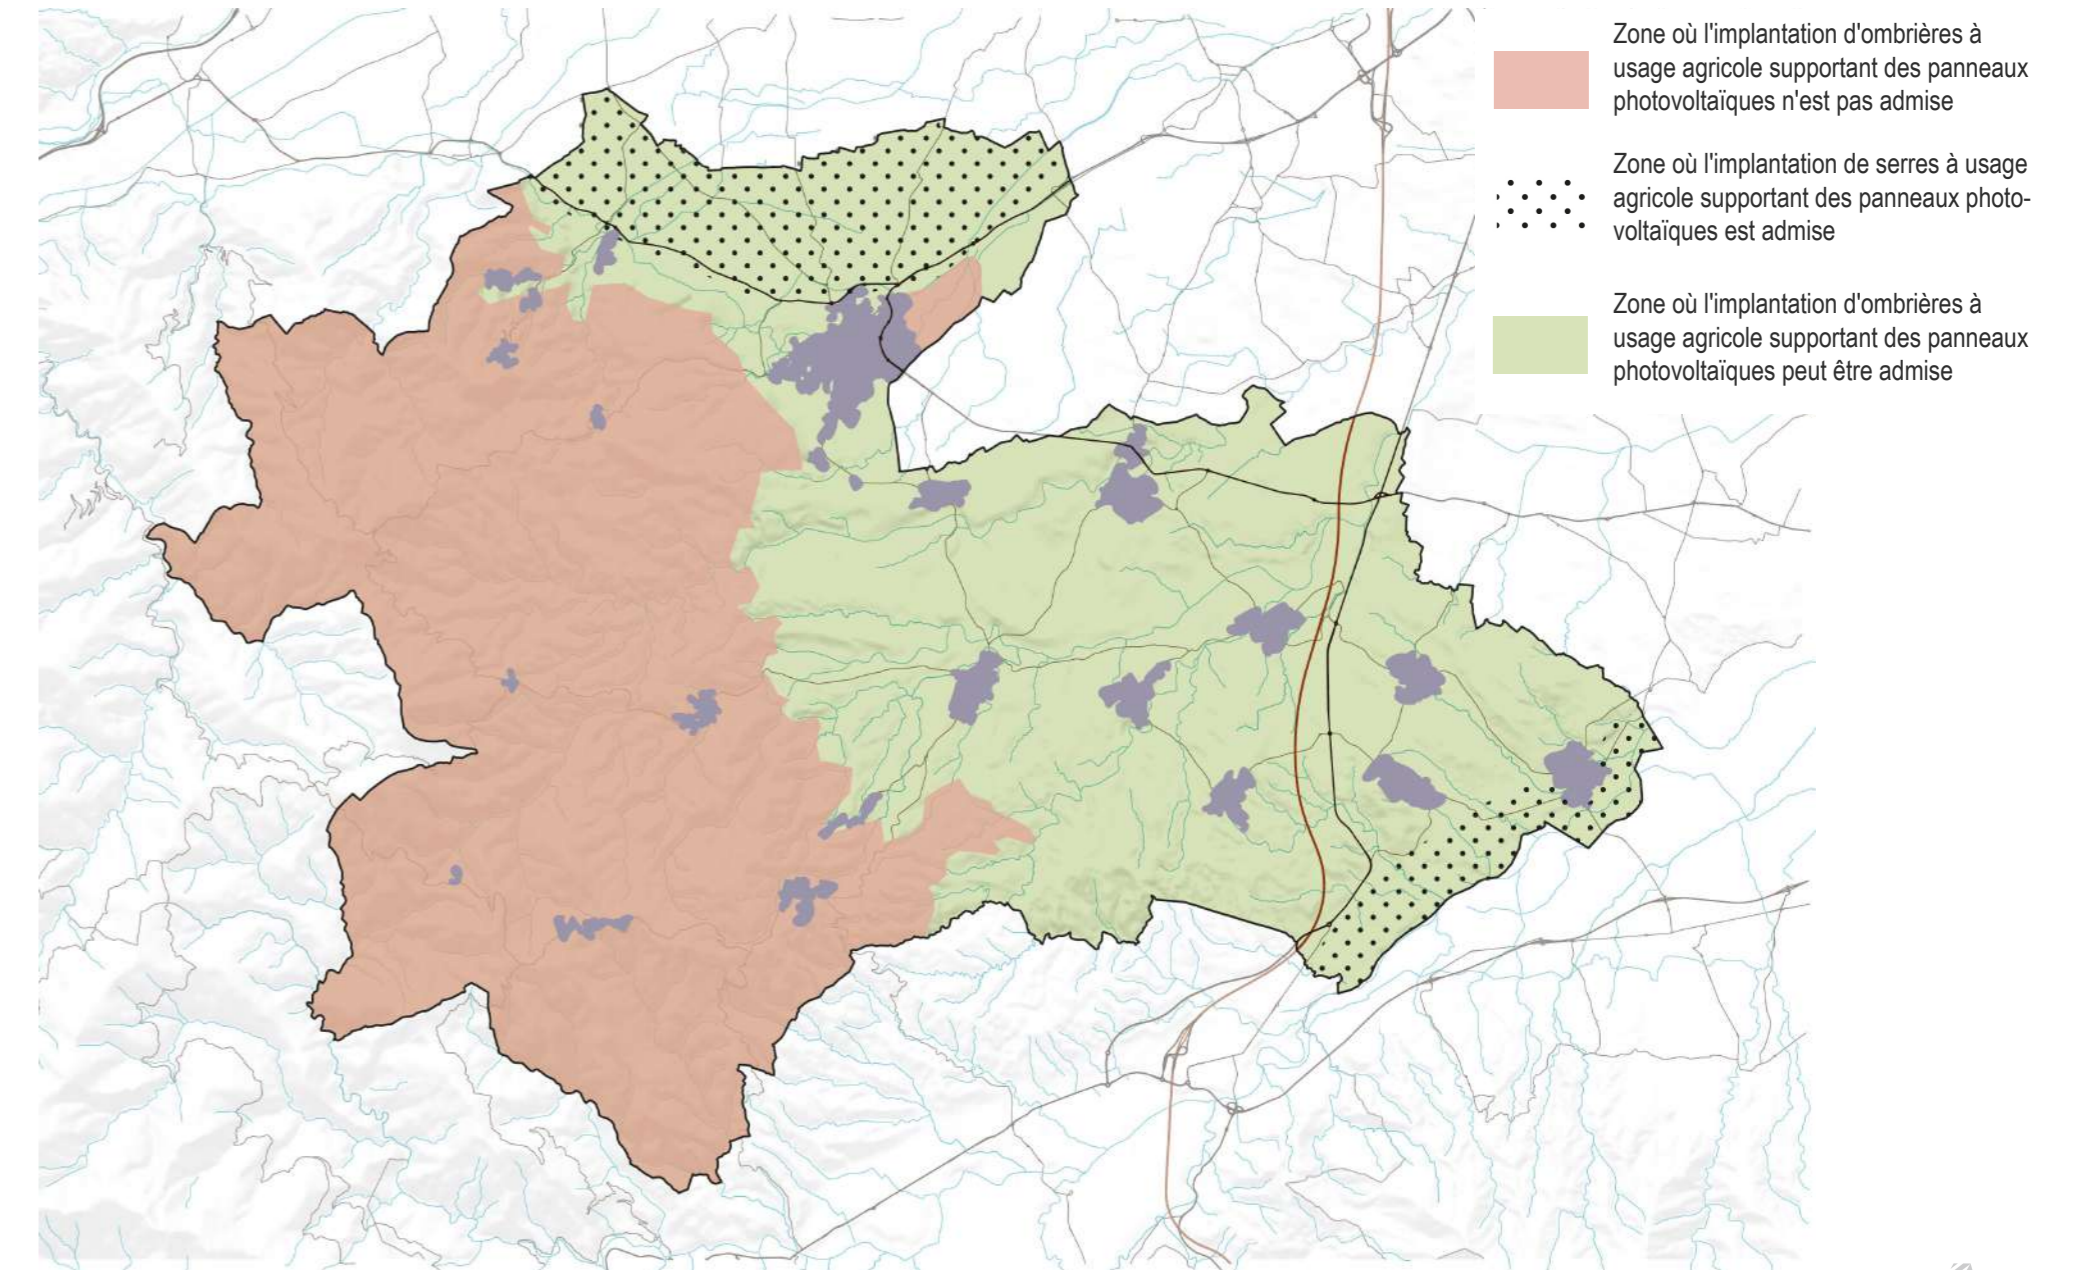 Zone où l'implantation d'ombrières à
usage agricole supportant des panneaux
photovoltaïques n'est pas admise
Zone où l'implantation de serres à usage
agricole supportant des panneaux photo-
voltaïques est admise
Zone où l'implantation d'ombrières à
usage agricole supportant des panneaux
photovoltaïques peut être admise